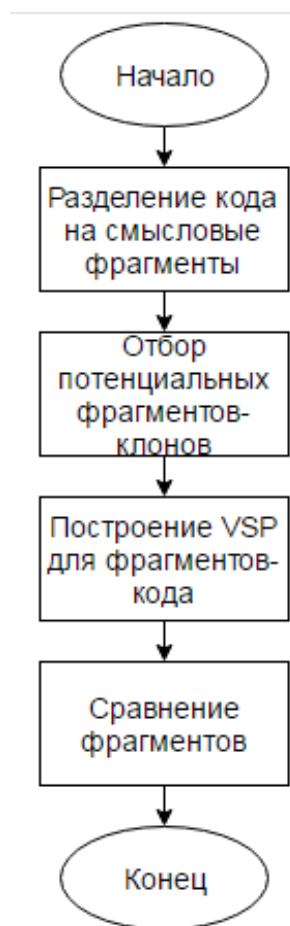 Начало
Разделение кода
на смысловые
фрагменты
Отбор
потенциальных
фрагментов-
клонов
Построение VSP
для фрагментов-
кода
Сравнение
фрагментов
Конец